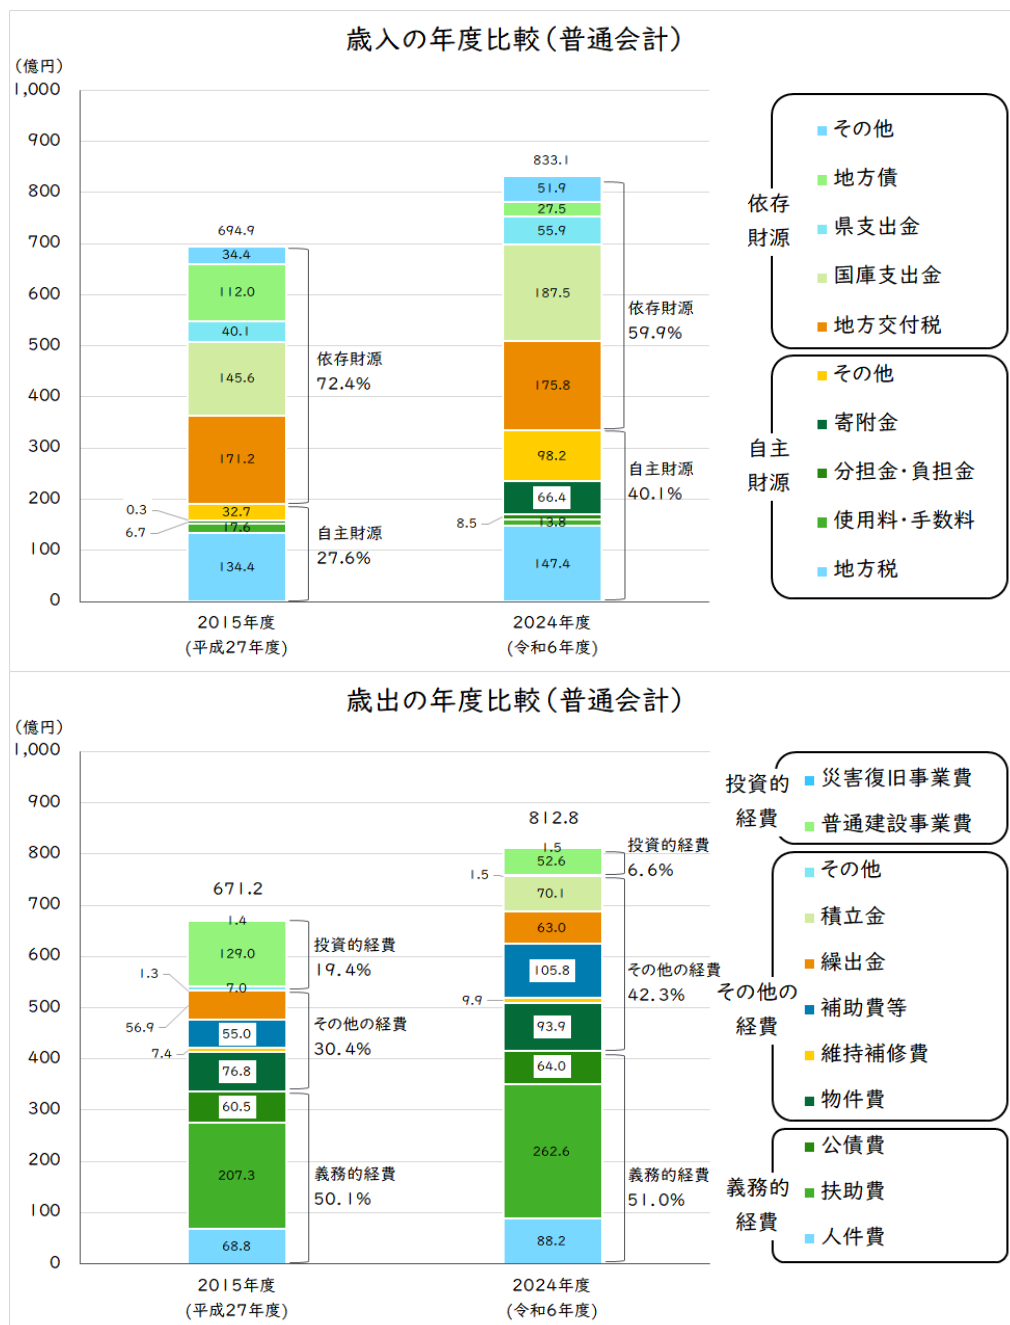 歳入の年度比較(普通会計)
(億円)
1,000
900
800
700
600
500
400
300
200
100
0
694.9
34.4
112.0
40.1
145.6
171.2
32.7
0.3
6.7
17.6
134.4
依存財源
72.4%
自主財源
27.6%
833.1
51.9
27.5
55.9
187.5
175.8
98.2
66.4
8.5
13.8
147.4
依存財源
59.9%
自主財源
40.1%
2015年度
(平成27年度)
2024年度
(令和6年度)
依存
財源
その他
地方債
県支出金
国庫支出金
地方交付税
自主
財源
その他
寄附金
分担金・負担金
使用料・手数料
地方税
歳出の年度比較(普通会計)
(億円)
1,000
900
800
700
600
500
400
300
200
100
0
671.2
1.4
129.0
1.3
7.0
56.9
55.0
7.4
76.8
60.5
207.3
68.8
投資的経費
19.4%
その他の経費
30.4%
義務的経費
50.1%
812.8
1.5
52.6
1.5
70.1
63.0
105.8
9.9
93.9
64.0
262.6
88.2
投資的経費
6.6%
その他の経費
42.3%
義務的経費
51.0%
2015年度
(平成27年度)
2024年度
(令和6年度)
投資的
経費
災害復旧事業費
普通建設事業費
その他の
経費
その他
積立金
繰出金
補助費等
維持補修費
物件費
義務的
経費
公債費
扶助費
人件費